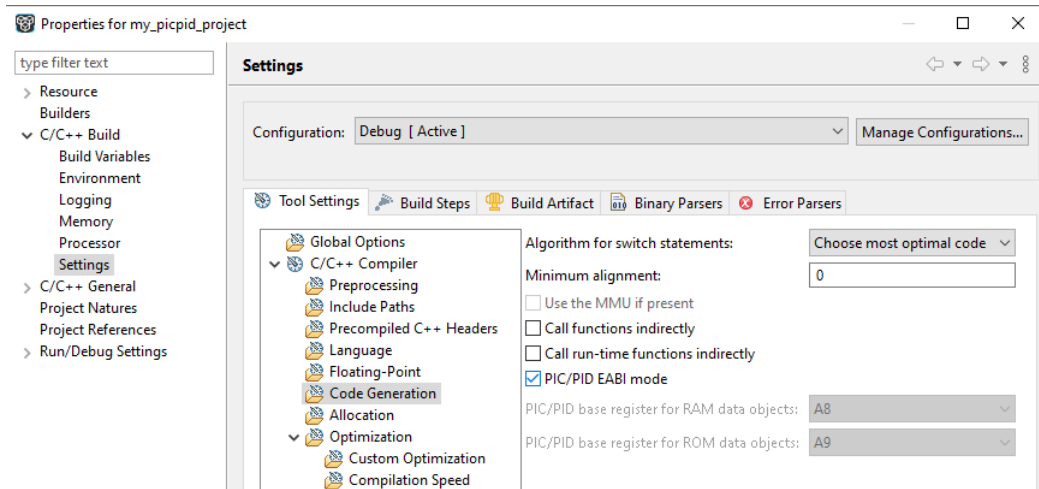 Properties for my_picpid_project
type filter text
Resource
Builders
C/C++ Build
Build Variables
Environment
Logging
Memory
Processor
Settings
C/C++ General
Project Natures
Project References
Run/Debug Settings
Settings
Configuration: Debug [ Active ] Manage Configurations...
Tool Settings Build Steps Build Artifact Binary Parsers Error Parsers
Global Options
C/C++ Compiler
Preprocessing
Include Paths
Precompiled C++ Headers
Language
Floating-Point
Code Generation
Allocation
Optimization
Custom Optimization
Compilation Speed
Algorithm for switch statements: Choose most optimal code
Minimum alignment: 0
Use the MMU if present
Call functions indirectly
Call run-time functions indirectly
PIC/PID EABI mode
PIC/PID base register for RAM data objects: A8
PIC/PID base register for ROM data objects: A9